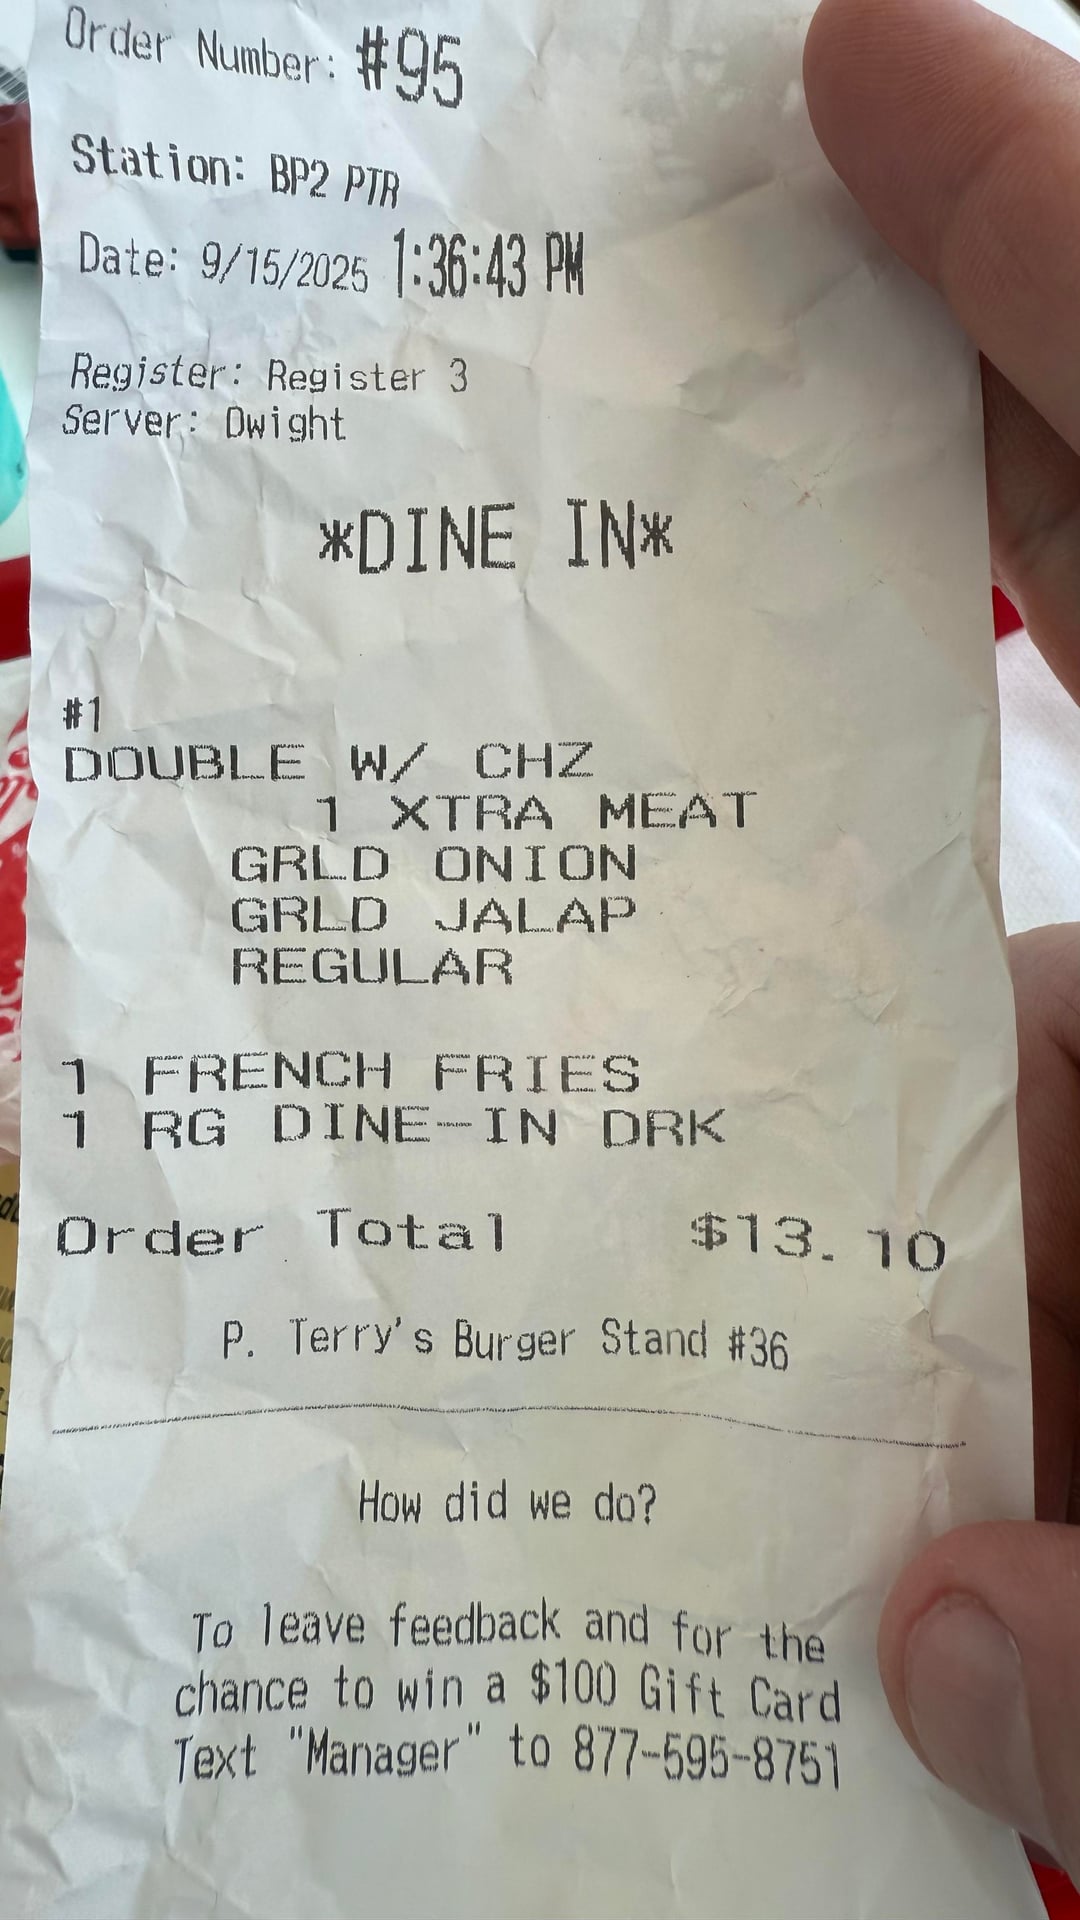 Order Number: #95
Station: BP2 PTR
Date: 9/15/2025 1:36:43 PM
Register: Register 3
Server: Dwight
*DINE IN*
#1
DOUBLE W/ CHZ
1 XTRA MEAT
GRLD ONION
GRLD JALAP
REGULAR
1 FRENCH FRIES
1 RG DINE-IN DRK
Order Total $13.10
P. Terry's Burger Stand #36
How did we do?
To leave feedback and for the
chance to win a $100 Gift Card
Text "Manager" to 877-595-8751